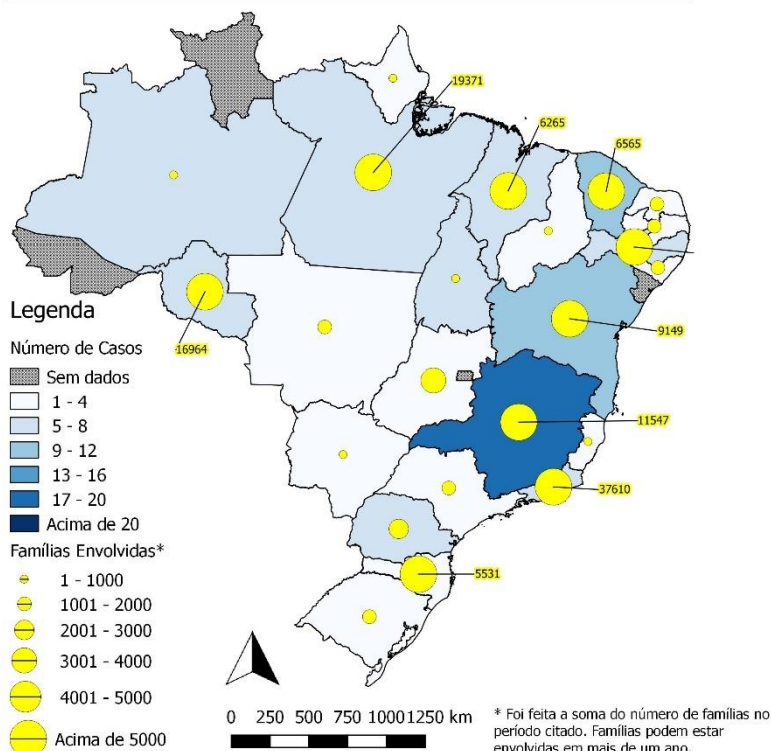 19371
6265
6565
16964
9149
11547
37610
5531
Legenda
Número de Casos
Sem dados
1 - 4
5 - 8
9 - 12
13 - 16
17 - 20
Acima de 20
Famílias Envolvidas*
1 - 1000
1001 - 2000
2001 - 3000
3001 - 4000
4001 - 5000
Acima de 5000
0 250 500 750 1000 1250 km
* Foi feita a soma do número de famílias no
período citado. Famílias podem estar
envolvidas em mais de um ano.